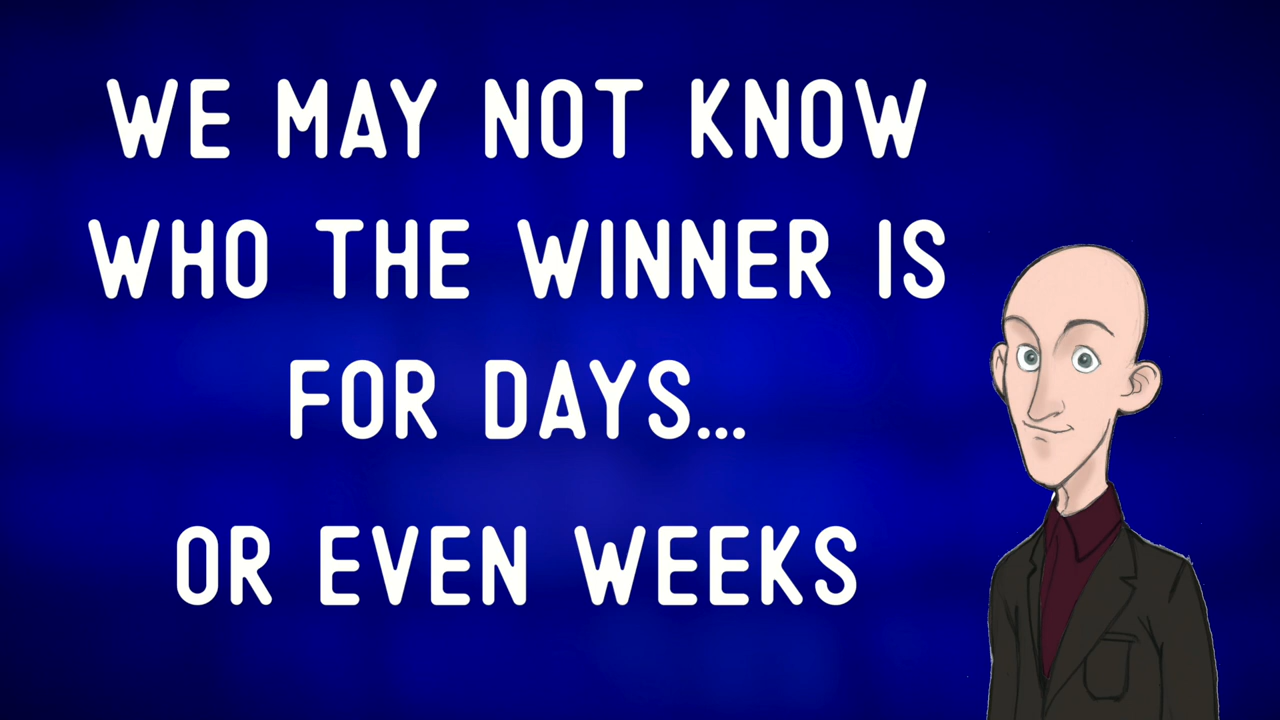 WE MAY NOT KNOW
WHO THE WINNER IS
FOR DAYS...
OR EVEN WEEKS